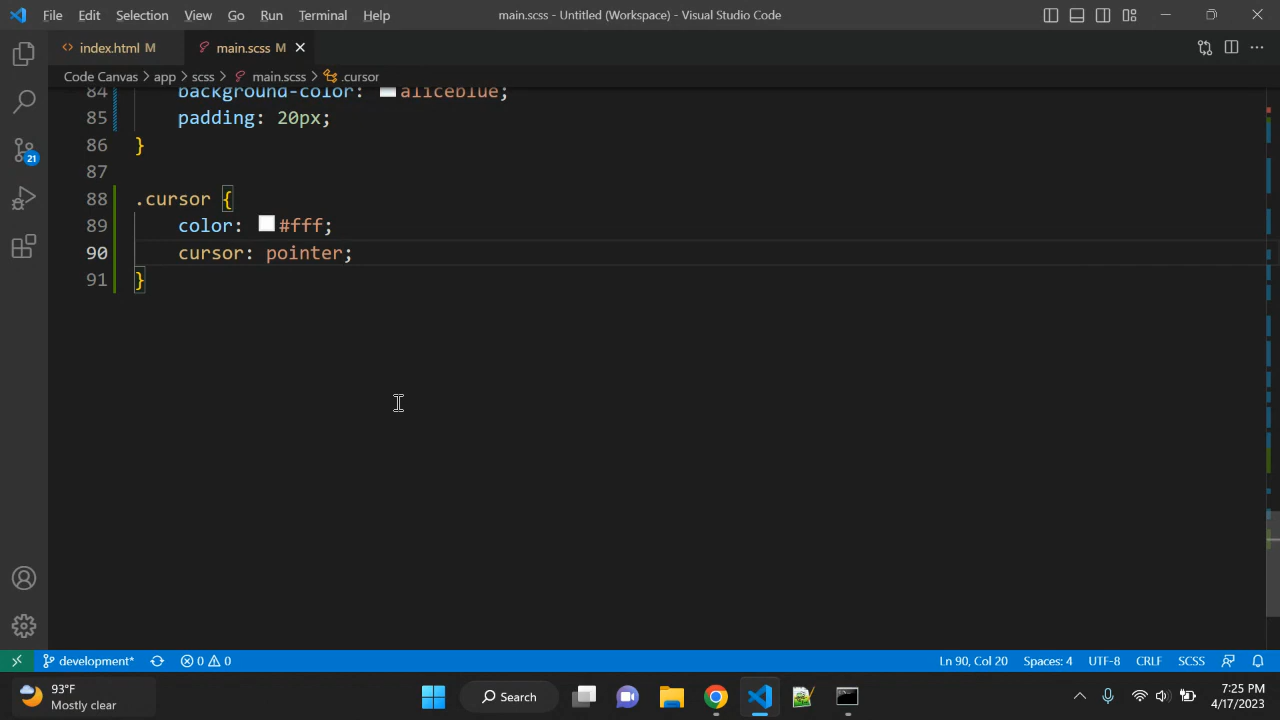 File Edit Selection View Go Run Terminal Help main.scss - Untitled (Workspace) - Visual Studio Code
index.html M main.scss M
Code Canvas > app > scss > main.scss > .cursor
84 background-color: aliceblue;
85 padding: 20px;
86 }
87
88 .cursor {
89 color: #fff;
90 cursor: pointer;
91 }
21
development* 0 0 Ln 90, Col 20 Spaces: 4 UTF-8 CRLF SCSS
93°F
Mostly clear
Search
7:25 PM
4/17/2023